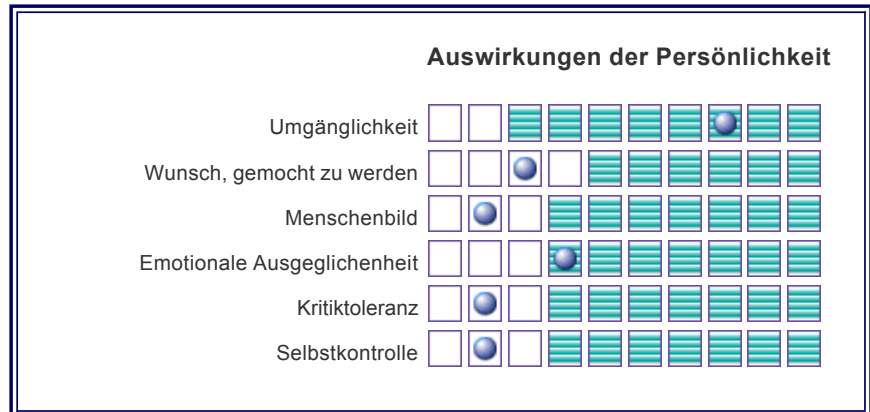 Auswirkungen der Persönlichkeit
Umgänglichkeit
Wunsch, gemocht zu werden
Menschenbild
Emotionale Ausgeglichenheit
Kritiktoleranz
Selbstkontrolle